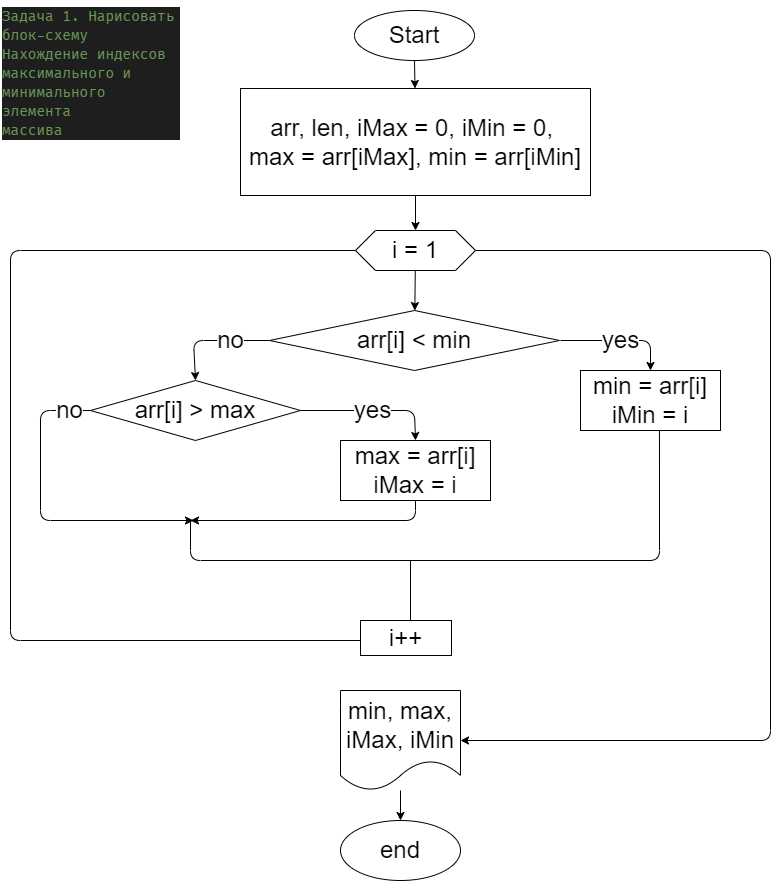 Задача 1. Нарисовать
блок-схему
Нахождение индексов
максимального и
минимального
элемента
массива
Start
arr, len, iMax = 0, iMin = 0,
max = arr[iMax], min = arr[iMin]
i = 1
arr[i] < min
no
yes
min = arr[i]
iMin = i
arr[i] > max
no
yes
max = arr[i]
iMax = i
i++
min, max,
iMax, iMin
end